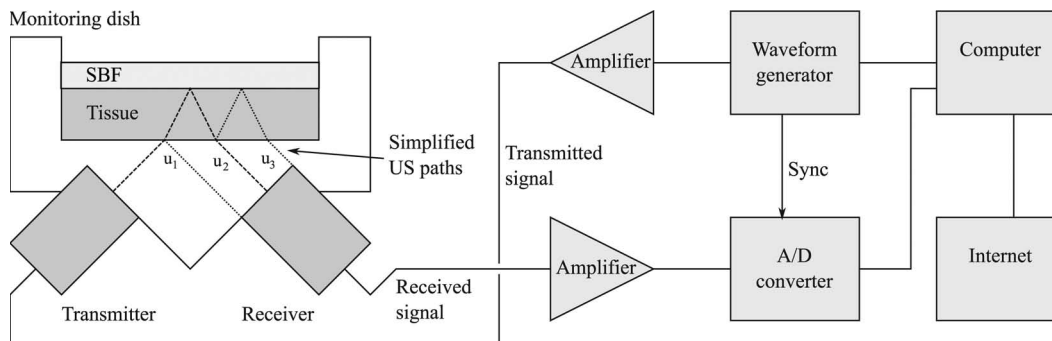 Monitoring dish
SBF
Tissue
u1
u2
u3
Simplified
US paths
Transmitter
Receiver
Received
signal
Transmitted
signal
Amplifier
Amplifier
Waveform
generator
Sync
A/D
converter
Computer
Internet